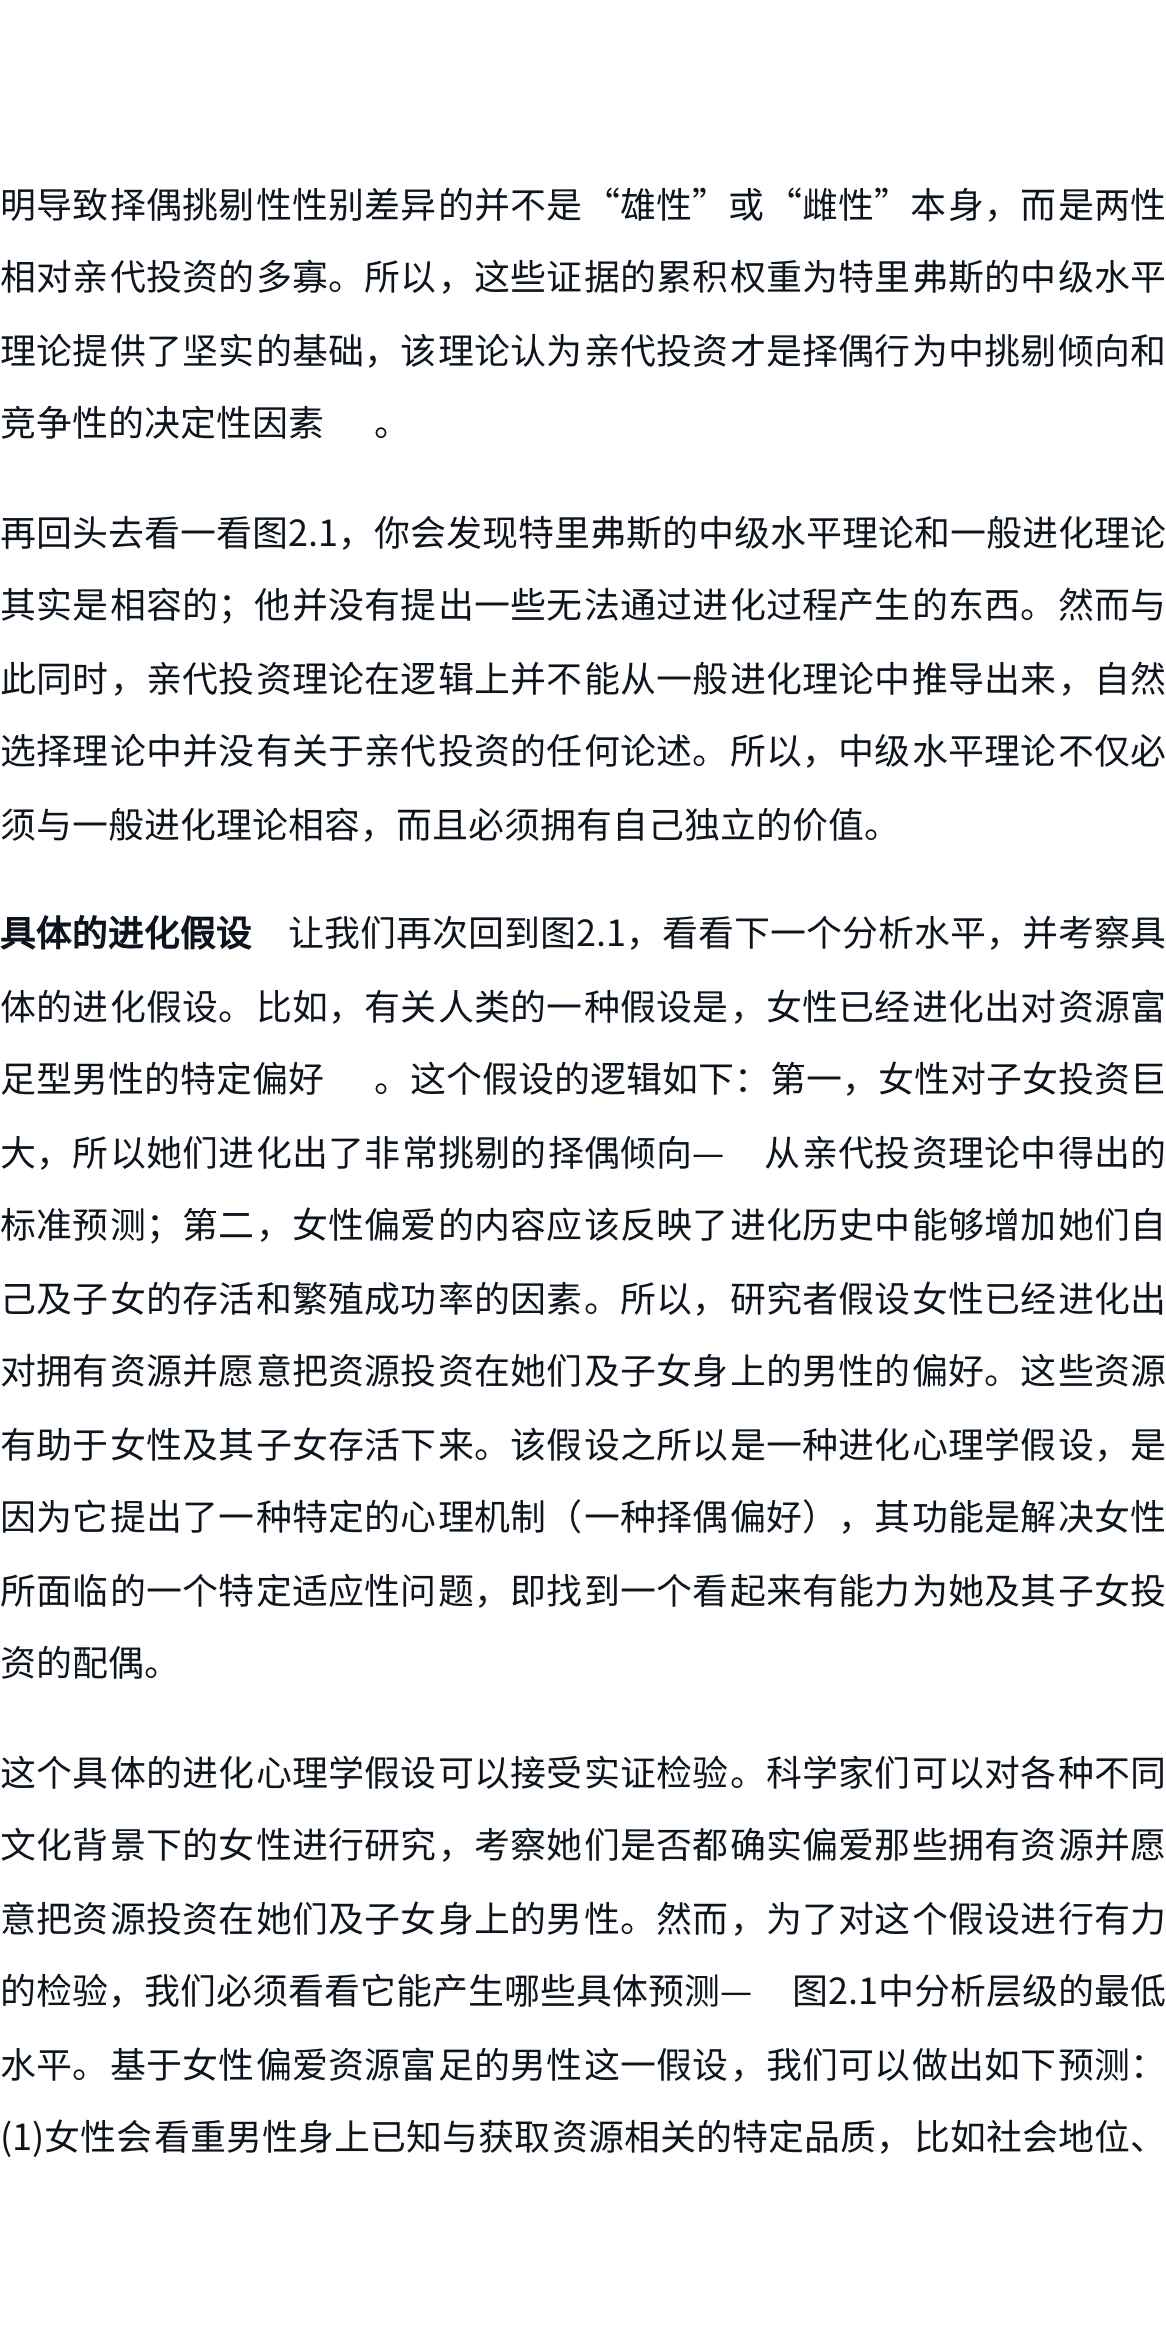 明导致择偶挑剔性性别差异的并不是“雄性”或“雌性”本身，而是两性
相对亲代投资的多寡。所以，这些证据的累积权重为特里弗斯的中级水平
理论提供了坚实的基础，该理论认为亲代投资才是择偶行为中挑剔倾向和
竞争性的决定性因素　。
再回头去看一看图2.1，你会发现特里弗斯的中级水平理论和一般进化理论
其实是相容的；他并没有提出一些无法通过进化过程产生的东西。然而与
此同时，亲代投资理论在逻辑上并不能从一般进化理论中推导出来，自然
选择理论中并没有关于亲代投资的任何论述。所以，中级水平理论不仅必
须与一般进化理论相容，而且必须拥有自己独立的价值。
具体的进化假设　让我们再次回到图2.1，看看下一个分析水平，并考察具
体的进化假设。比如，有关人类的一种假设是，女性已经进化出对资源富
足型男性的特定偏好　。这个假设的逻辑如下：第一，女性对子女投资巨
大，所以她们进化出了非常挑剔的择偶倾向—　从亲代投资理论中得出的
标准预测；第二，女性偏爱的内容应该反映了进化历史中能够增加她们自
己及子女的存活和繁殖成功率的因素。所以，研究者假设女性已经进化出
对拥有资源并愿意把资源投资在她们及子女身上的男性的偏好。这些资源
有助于女性及其子女存活下来。该假设之所以是一种进化心理学假设，是
因为它提出了一种特定的心理机制（一种择偶偏好），其功能是解决女性
所面临的一个特定适应性问题，即找到一个看起来有能力为她及其子女投
资的配偶。
这个具体的进化心理学假设可以接受实证检验。科学家们可以对各种不同
文化背景下的女性进行研究，考察她们是否都确实偏爱那些拥有资源并愿
意把资源投资在她们及子女身上的男性。然而，为了对这个假设进行有力
的检验，我们必须看看它能产生哪些具体预测—　图2.1中分析层级的最低
水平。基于女性偏爱资源富足的男性这一假设，我们可以做出如下预测：
(1)女性会看重男性身上已知与获取资源相关的特定品质，比如社会地位、